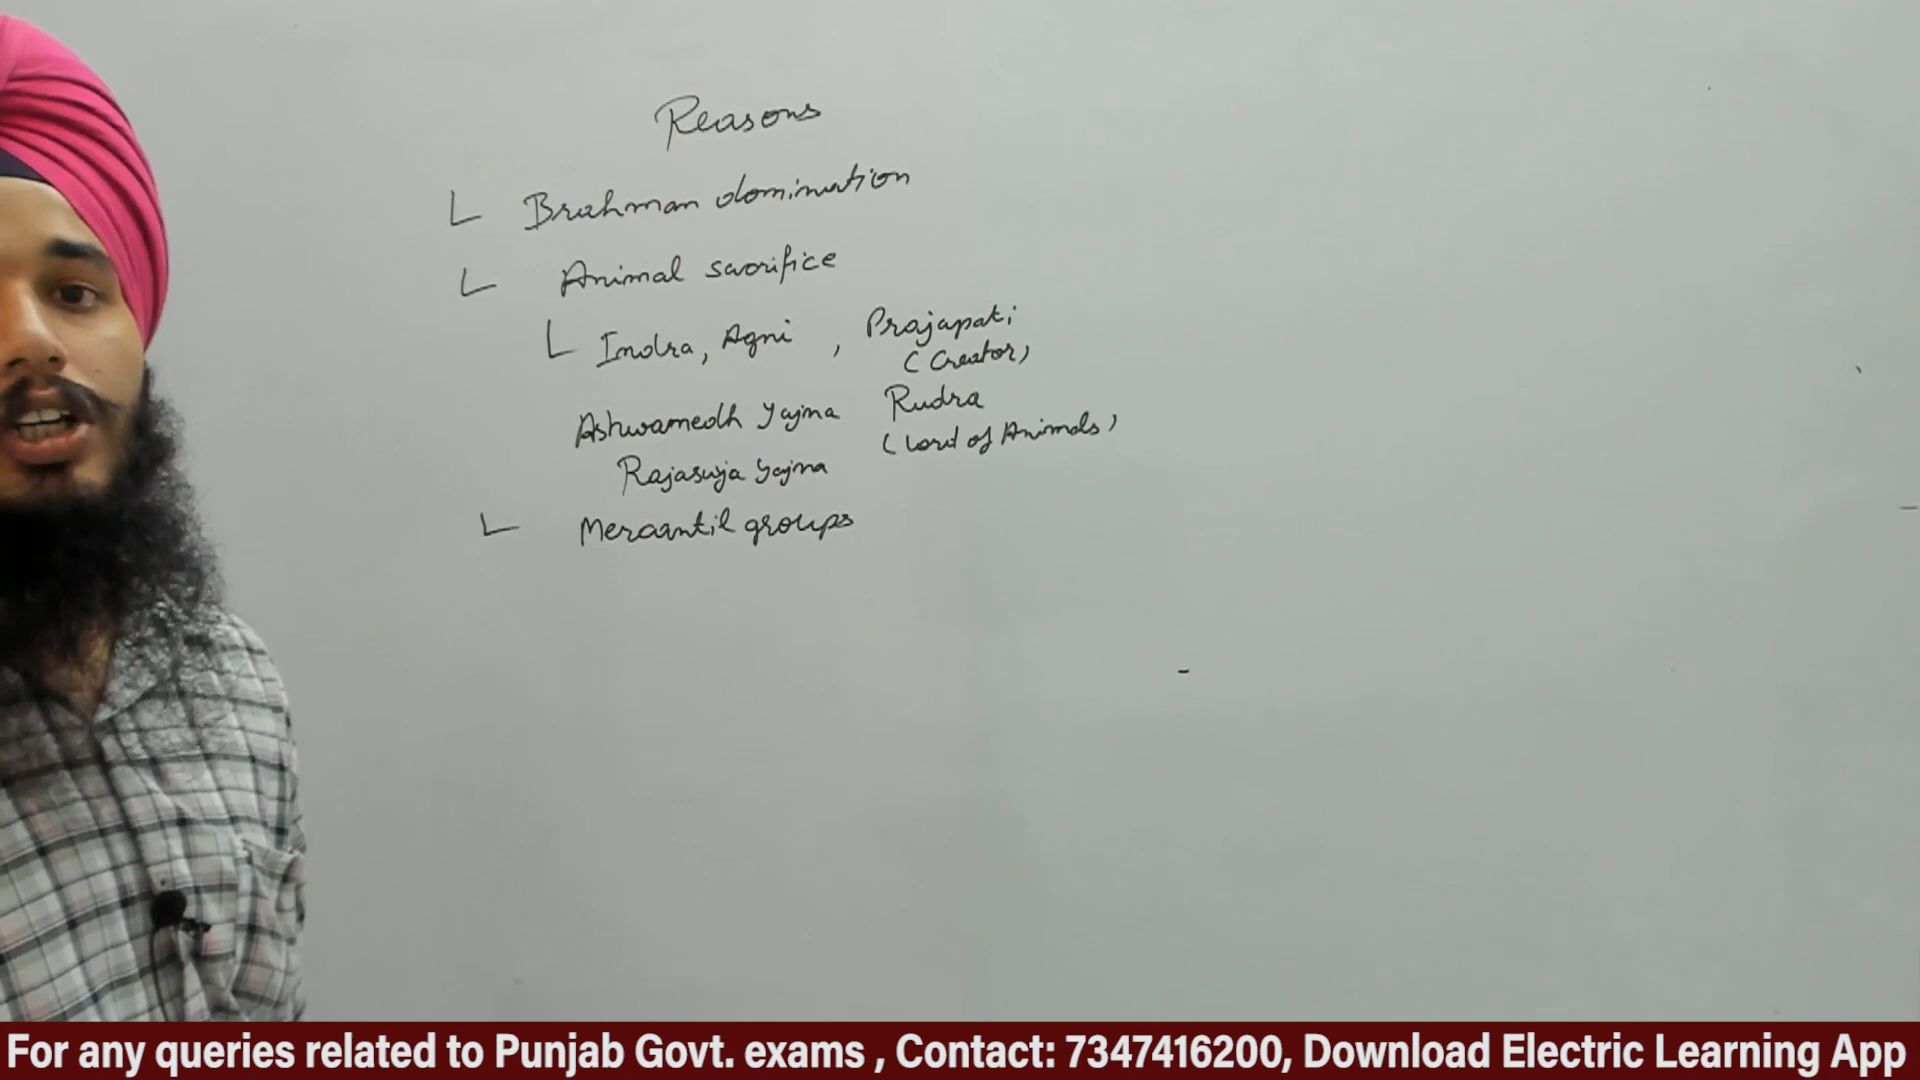 Reasons
Brahman domination
Animal sacrifice
Indra, Agni , Prajapati
(Creator)
Ashwamedh Yajna Rudra
(Lord of Animals)
Rajasuya Yajna
Mercantil groups
For any queries related to Punjab Govt. exams , Contact: 7347416200, Download Electric Learning App